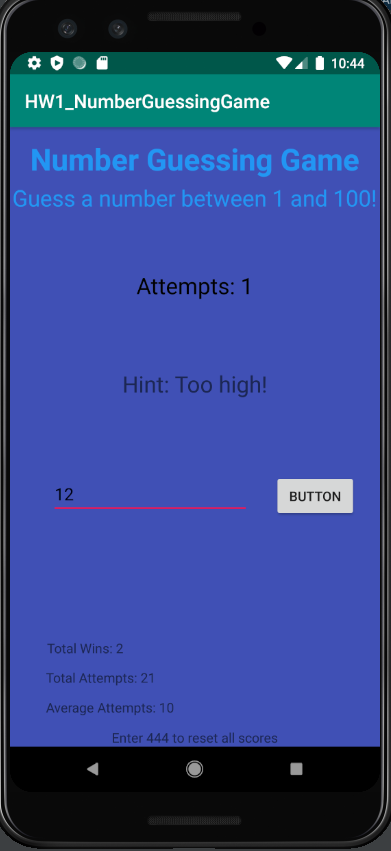 10:44
HW1_NumberGuessingGame
Number Guessing Game
Guess a number between 1 and 100!
Attempts: 1
Hint: Too high!
12 BUTTON
Total Wins: 2
Total Attempts: 21
Average Attempts: 10
Enter 444 to reset all scores